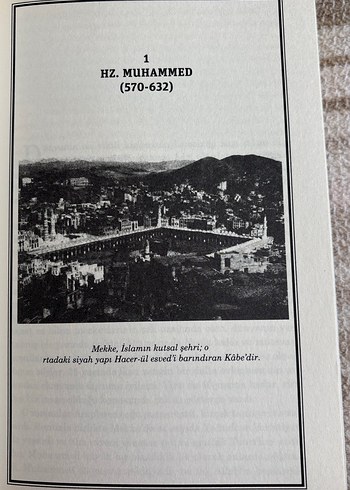 1
HZ. MUHAMMED
(570-632)
Mekke, İslamın kutsal şehri; o
rtadaki siyah yapı Hacer-ül esved'i barındıran Kâbe'dir.